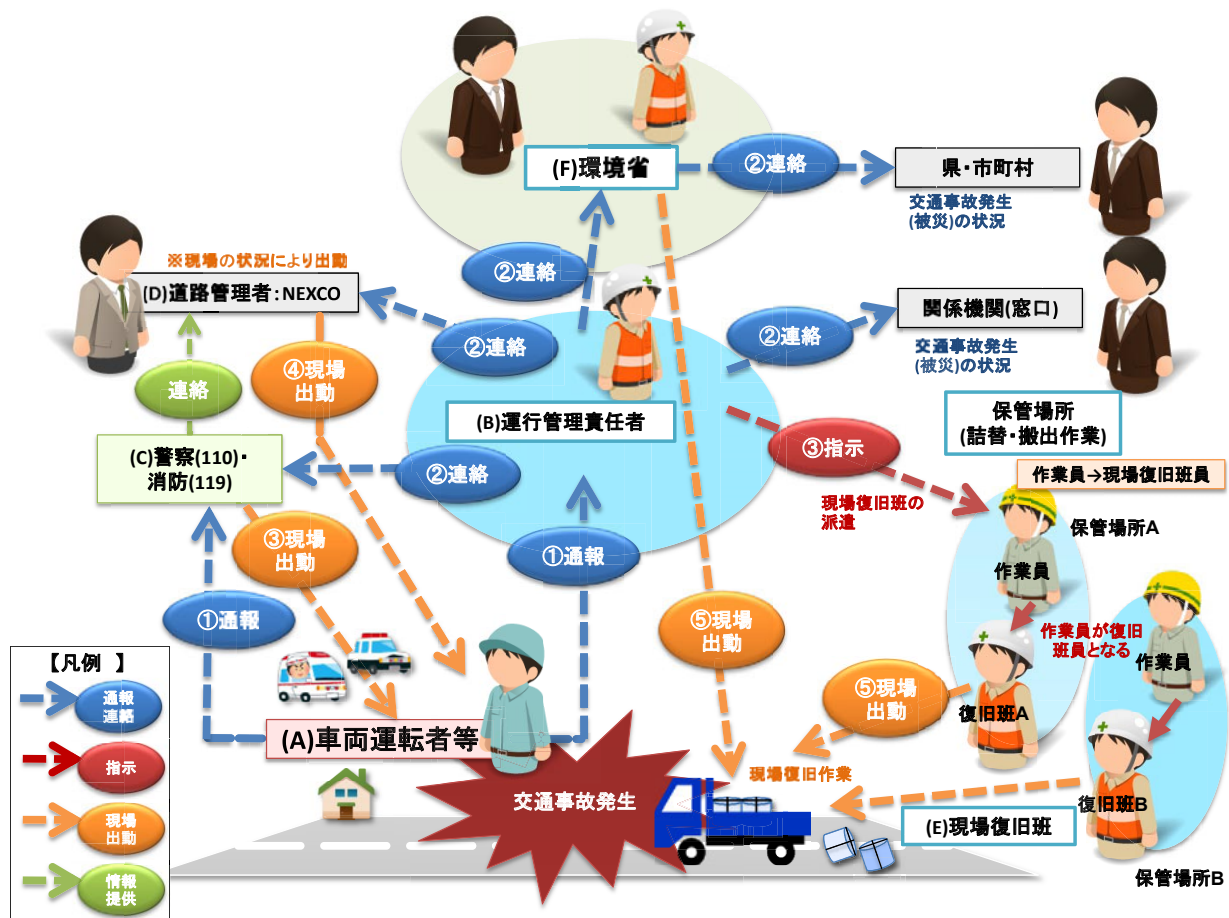 (F)環境省
②連絡
県・市町村
交通事故発生
(被災)の状況
※現場の状況により出動
(D)道路管理者：NEXCO
②連絡
②連絡
②連絡
関係機関(窓口)
交通事故発生
(被災)の状況
連絡
④現場
出動
(B)運行管理責任者
保管場所
(詰替・搬出作業)
③指示
(C)警察(110)・
消防(119)
②連絡
作業員→現場復旧班員
現場復旧班の
派遣
保管場所A
③現場
出動
①通報
作業員
①通報
⑤現場
出動
作業員が復旧
班員となる
作業員
【凡例 】
通報
連絡
指示
現場
出動
情報
提供
(A)車両運転者等
⑤現場
出動
復旧班A
現場復旧作業
交通事故発生
復旧班B
(E)現場復旧班
保管場所B